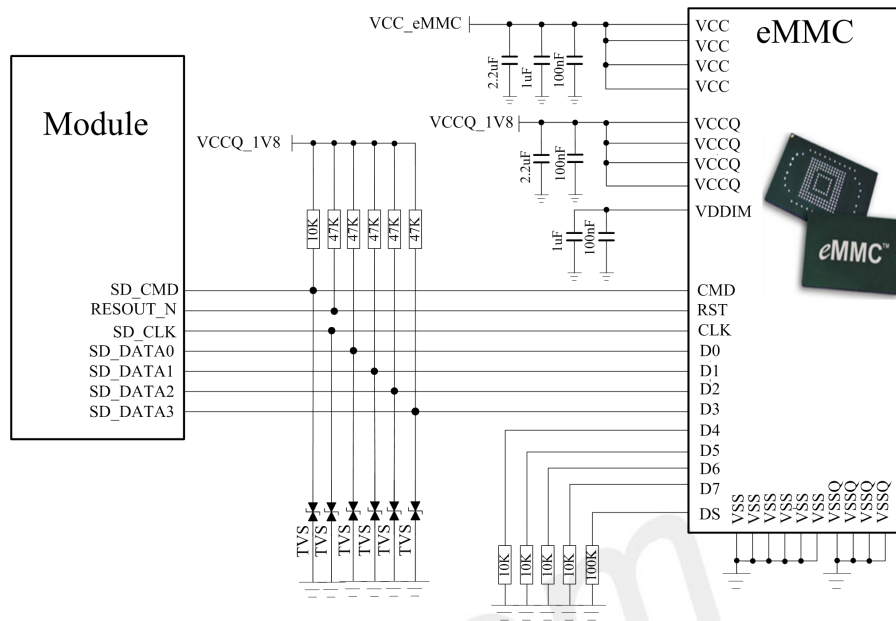 VCC_eMMC
VCC
VCC
VCC
VCC
eMMC
2.2uF
1uF
100nF
Module
VCCQ_1V8
VCCQ_1V8
VCCQ
VCCQ
VCCQ
VCCQ
2.2uF
100nF
VDDIM
1uF
100nF
eMMC™
10K
47K
47K
47K
47K
47K
SD_CMD
CMD
RESOUT_N
RST
SD_CLK
CLK
SD_DATA0
D0
SD_DATA1
D1
SD_DATA2
D2
SD_DATA3
D3
D4
D5
D6
D7
DS
VSS
VSS
VSS
VSS
VSS
VSS
VSSQ
VSSQ
VSSQ
VSSQ
TVS
TVS
TVS
TVS
TVS
TVS
10K
10K
10K
10K
100K